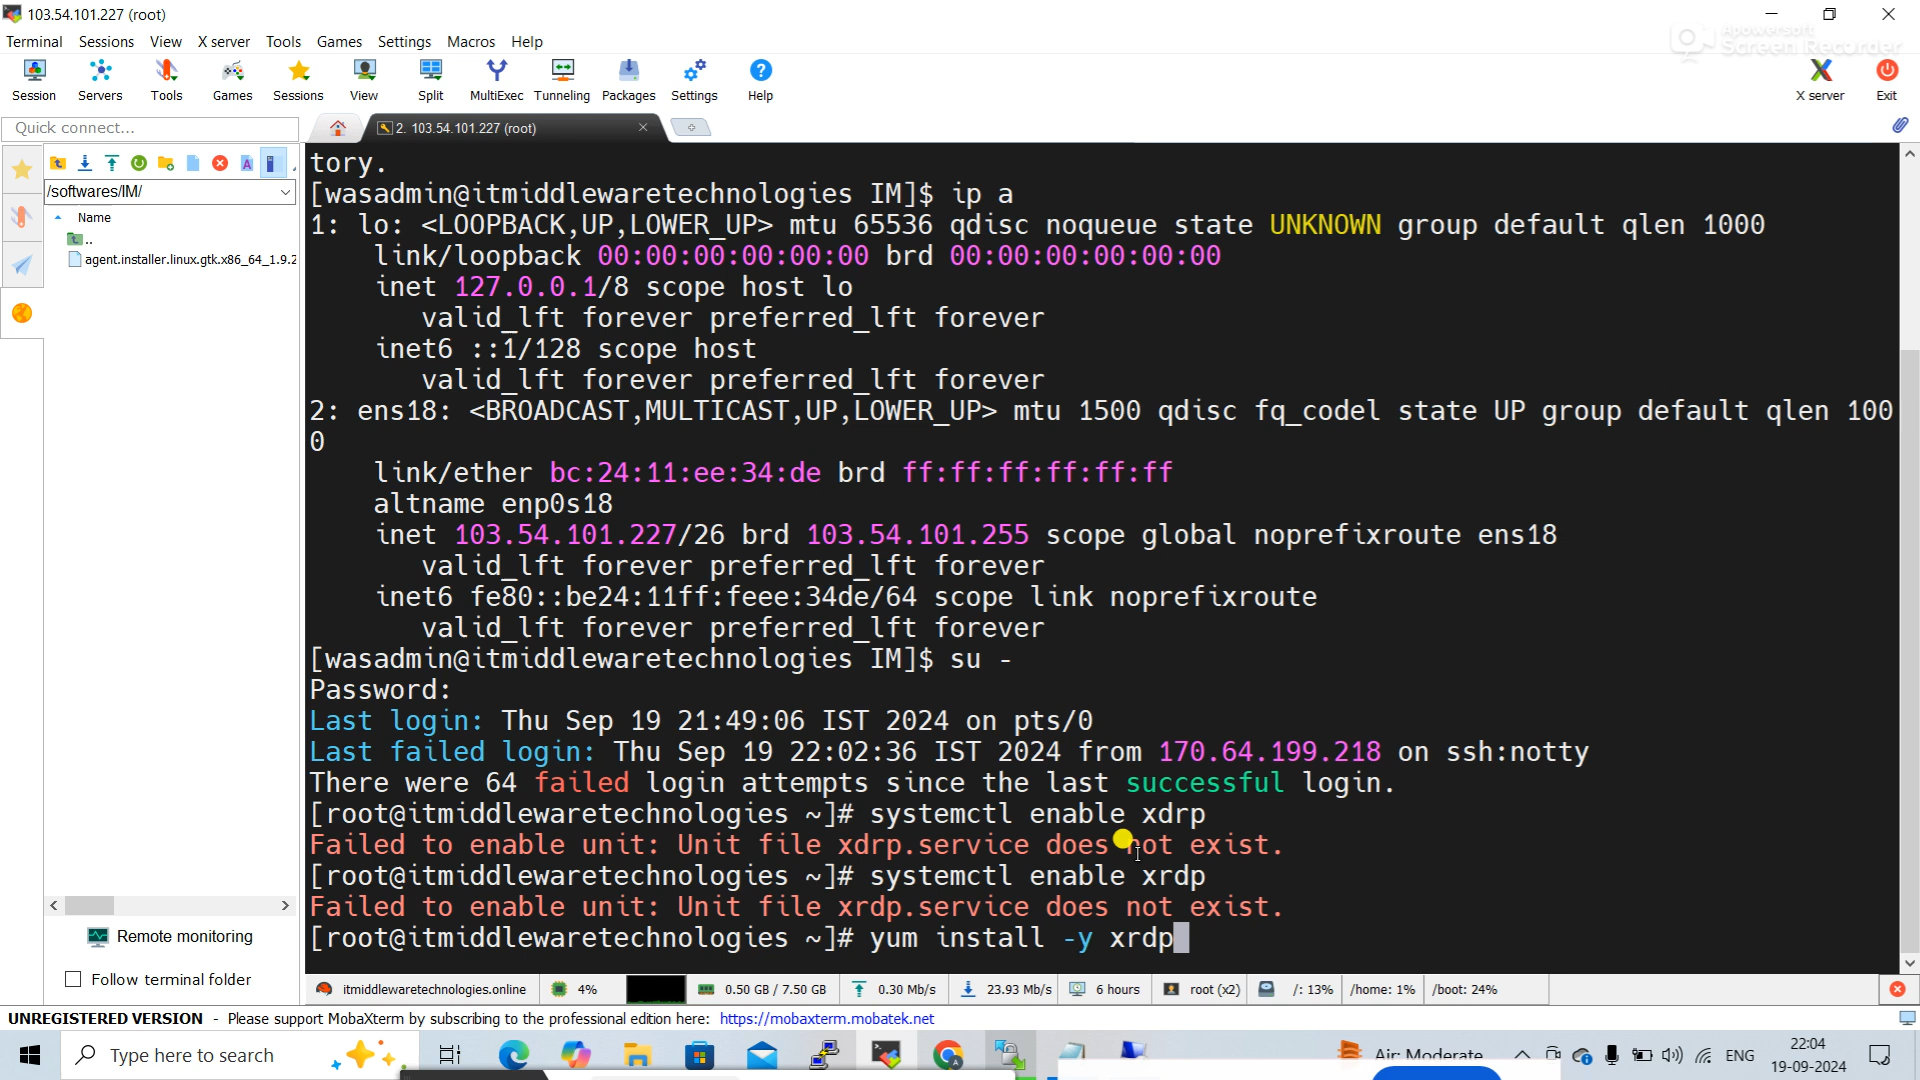 103.54.101.227 (root)
Terminal Sessions View X server Tools Games Settings Macros Help
Apowersoft
Screen Recorder
Session Servers Tools Games Sessions View Split MultiExec Tunneling Packages Settings Help X server Exit
Quick connect...
2. 103.54.101.227 (root)
/softwares/IM/
Name
..
agent.installer.linux.gtk.x86_64_1.9.2
tory.
[wasadmin@itmiddlewaretechnologies IM]$ ip a
1: lo: <LOOPBACK,UP,LOWER_UP> mtu 65536 qdisc noqueue state UNKNOWN group default qlen 1000
link/loopback 00:00:00:00:00:00 brd 00:00:00:00:00:00
inet 127.0.0.1/8 scope host lo
valid_lft forever preferred_lft forever
inet6 ::1/128 scope host
valid_lft forever preferred_lft forever
2: ens18: <BROADCAST,MULTICAST,UP,LOWER_UP> mtu 1500 qdisc fq_codel state UP group default qlen 100
0
link/ether bc:24:11:ee:34:de brd ff:ff:ff:ff:ff:ff
altname enp0s18
inet 103.54.101.227/26 brd 103.54.101.255 scope global noprefixroute ens18
valid_lft forever preferred_lft forever
inet6 fe80::be24:11ff:feee:34de/64 scope link noprefixroute
valid_lft forever preferred_lft forever
[wasadmin@itmiddlewaretechnologies IM]$ su -
Password:
Last login: Thu Sep 19 21:49:06 IST 2024 on pts/0
Last failed login: Thu Sep 19 22:02:36 IST 2024 from 170.64.199.218 on ssh:notty
There were 64 failed login attempts since the last successful login.
[root@itmiddlewaretechnologies ~]# systemctl enable xdrp
Failed to enable unit: Unit file xdrp.service does not exist.
[root@itmiddlewaretechnologies ~]# systemctl enable xrdp
Failed to enable unit: Unit file xrdp.service does not exist.
[root@itmiddlewaretechnologies ~]# yum install -y xrdp
Remote monitoring
Follow terminal folder
itmiddlewaretechnologies.online 4% 0.50 GB / 7.50 GB 0.30 Mb/s 23.93 Mb/s 6 hours root (x2) /: 13% /home: 1% /boot: 24%
UNREGISTERED VERSION - Please support MobaXterm by subscribing to the professional edition here: https://mobaxterm.mobatek.net
Type here to search
Air: Moderate
ENG
22:04
19-09-2024